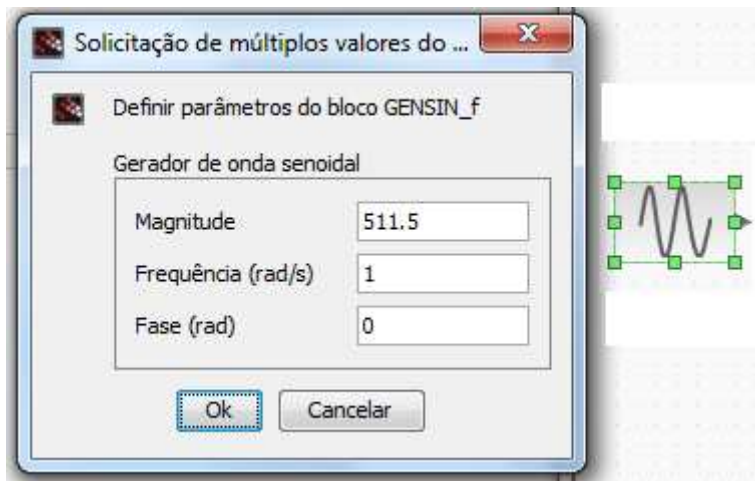 Solicitação de múltiplos valores do ...
Definir parâmetros do bloco GENSIN_f
Gerador de onda senoidal
Magnitude 511.5
Frequência (rad/s) 1
Fase (rad) 0
Ok Cancelar